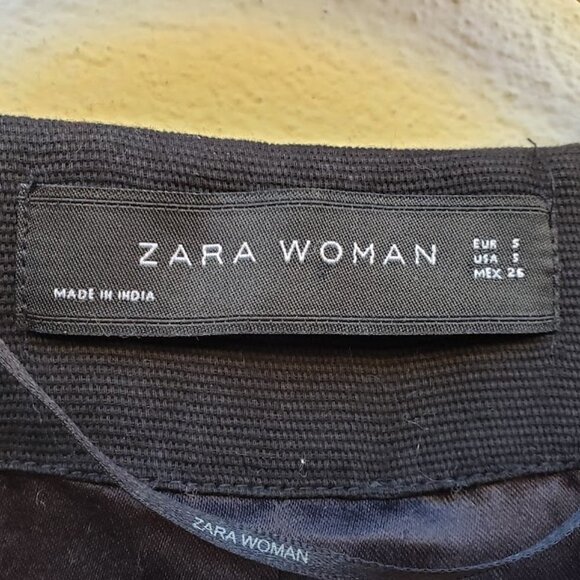 ZARA WOMAN
EUR S
USA S
MEX 26
MADE IN INDIA
ZARA WOMAN